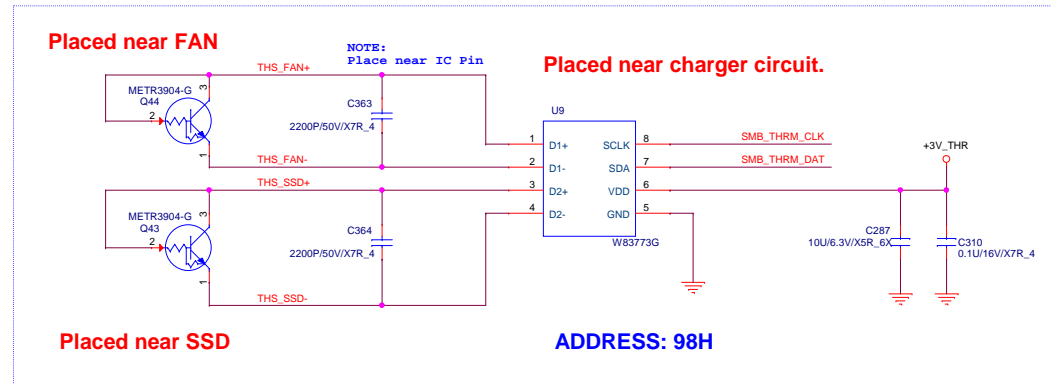 Placed near FAN
NOTE:
Place near IC Pin
Placed near charger circuit.
THS_FAN+
METR3904-G
Q44
3
2
1
C363
2200P/50V/X7R_4
THS_FAN-
THS_SSD+
METR3904-G
Q43
3
2
1
C364
2200P/50V/X7R_4
THS_SSD-
U9
1 D1+ SCLK 8 SMB_THRM_CLK
2 D1- SDA 7 SMB_THRM_DAT
3 D2+ VDD 6
4 D2- GND 5
W83773G
+3V_THR
C287
10U/6.3V/X5R_6X
C310
0.1U/16V/X7R_4
Placed near SSD
ADDRESS: 98H